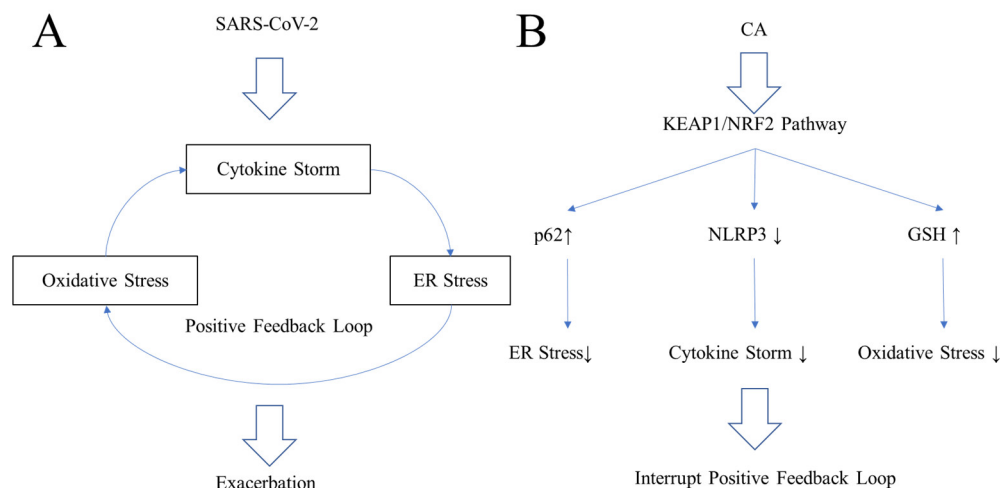 A
SARS-CoV-2
Cytokine Storm
Oxidative Stress
ER Stress
Positive Feedback Loop
Exacerbation
B
CA
KEAP1/NRF2 Pathway
p62↑
NLRP3 ↓
GSH ↑
ER Stress↓
Cytokine Storm ↓
Oxidative Stress ↓
Interrupt Positive Feedback Loop